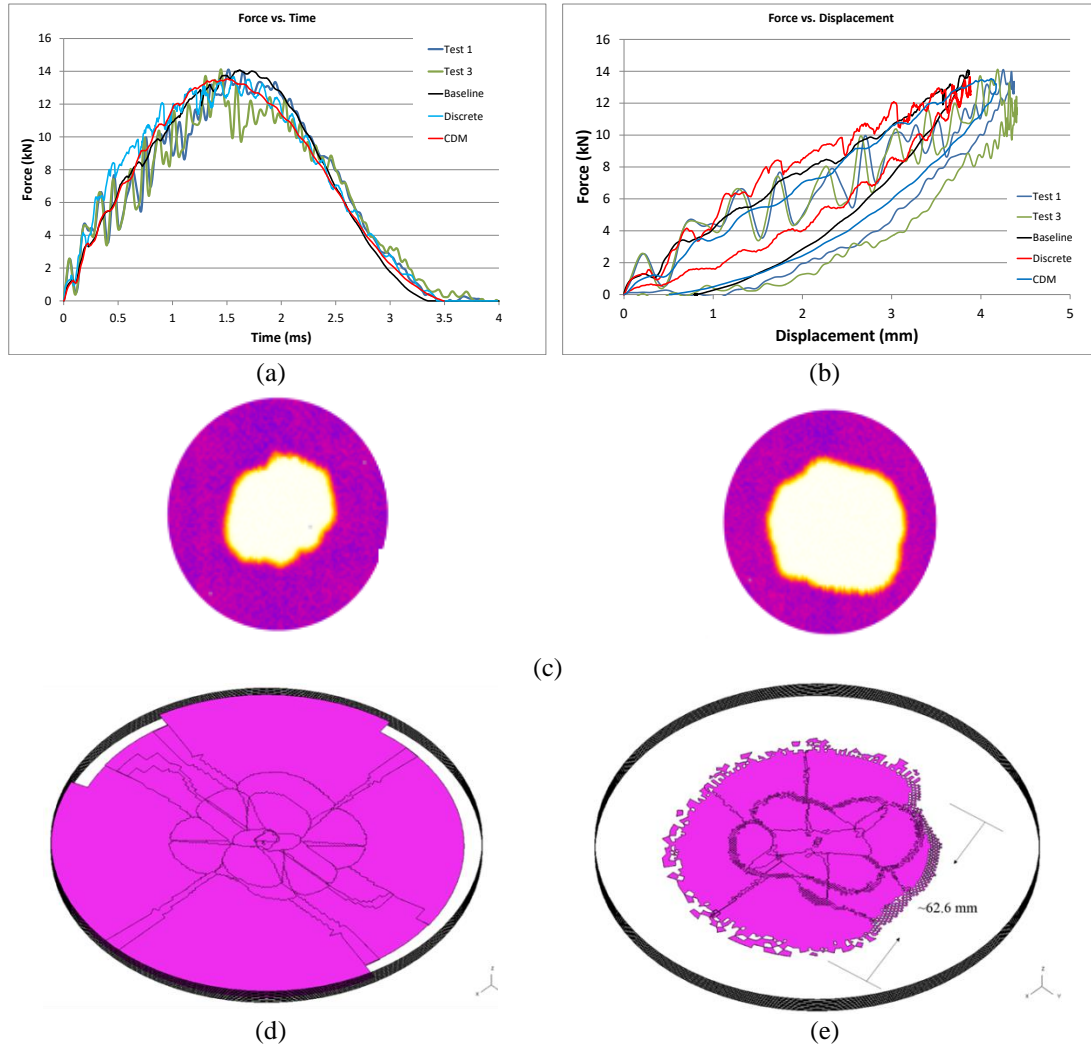 Force vs. Time
16
14
12
10
8
6
4
2
0
Force (kN)
0 0.5 1 1.5 2 2.5 3 3.5 4
Time (ms)
Test 1
Test 3
Baseline
Discrete
CDM
(a)
Force vs. Displacement
16
14
12
10
8
6
4
2
0
Force (kN)
0 1 2 3 4 5
Displacement (mm)
Test 1
Test 3
Baseline
Discrete
CDM
(b)
(c)
X Z
(d)
~62.6 mm
Z
X Y
(e)